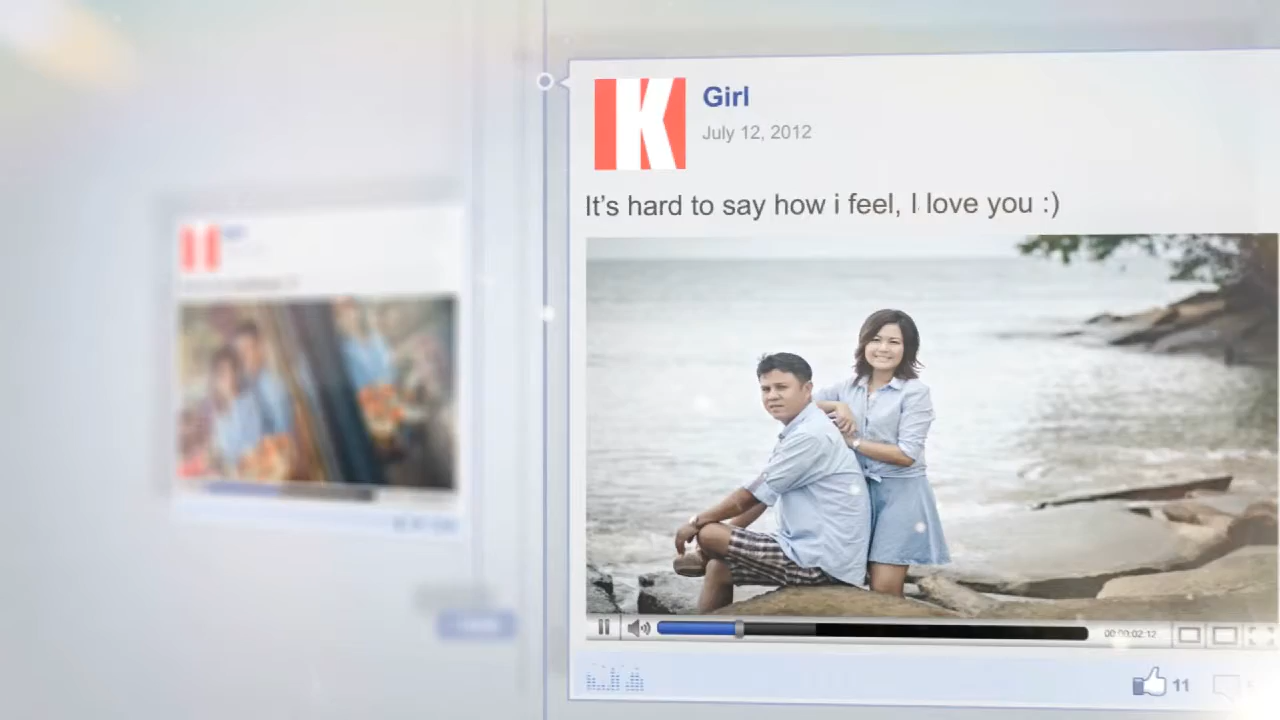 K
Girl
July 12, 2012
It's hard to say how i feel, I love you :)
00:00:02:12
11